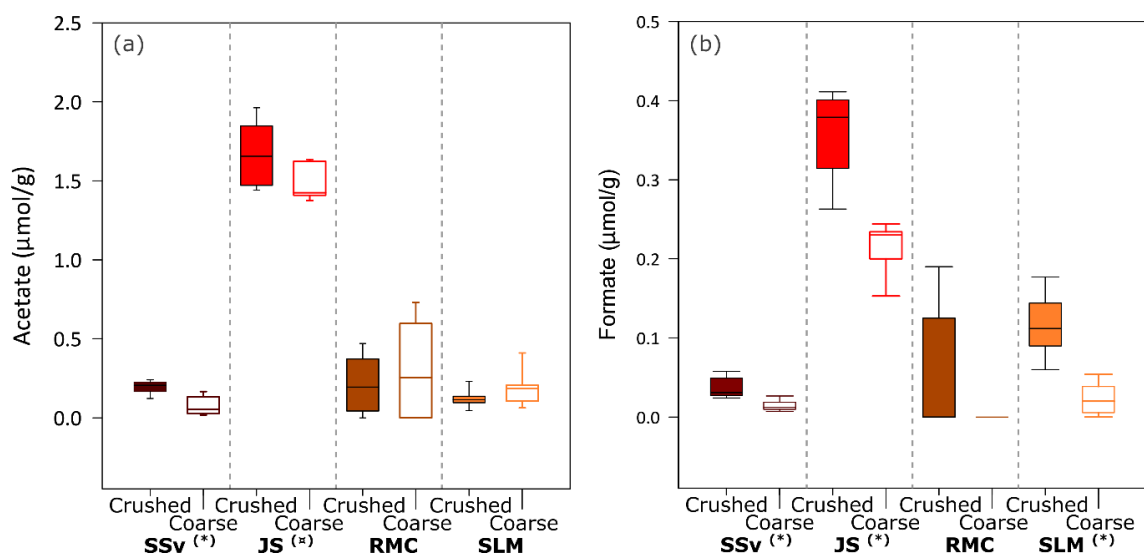 (a)
Acetate (µmol/g)
2.5
2.0
1.5
1.0
0.5
0.0
Crushed Crushed Crushed Crushed
Coarse Coarse Coarse Coarse
SSv (*) JS (¤) RMC SLM
(b)
Formate (µmol/g)
0.5
0.4
0.3
0.2
0.1
0.0
Crushed Crushed Crushed Crushed
Coarse Coarse Coarse Coarse
SSv (*) JS (*) RMC SLM (*)